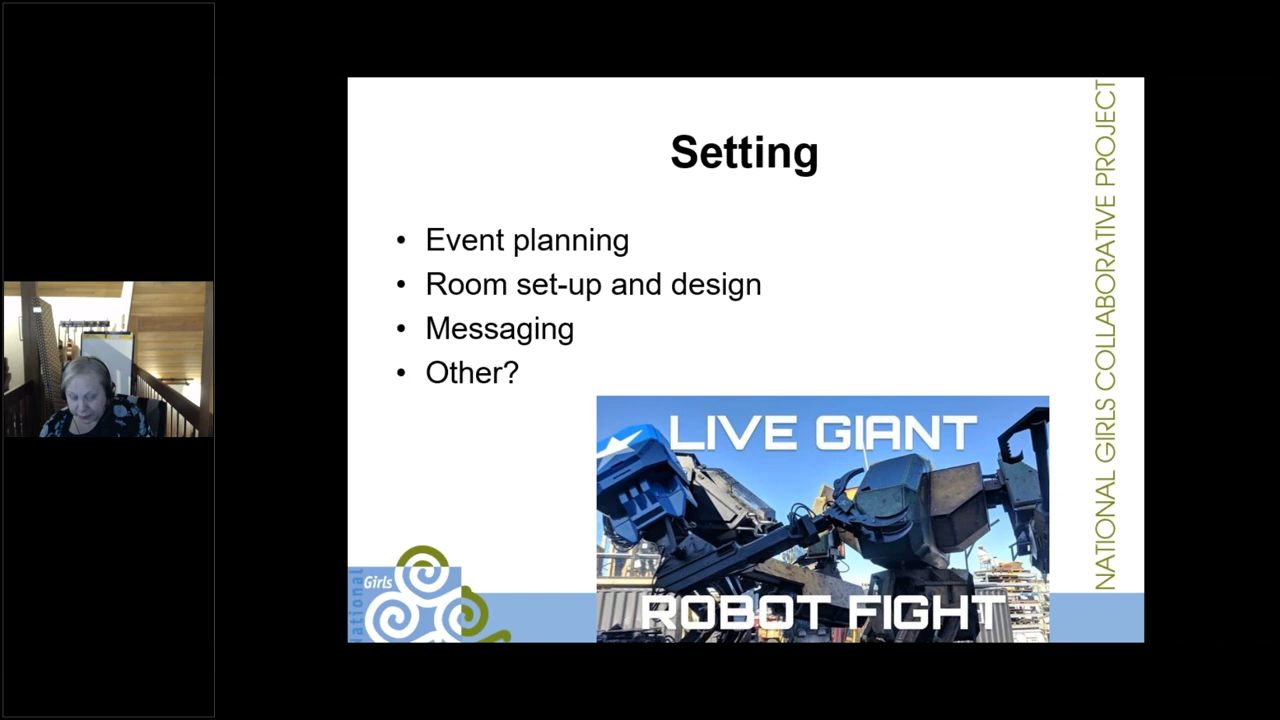 Setting
• Event planning
• Room set-up and design
• Messaging
• Other?
LIVE GIANT
ROBOT FIGHT
National
Girls
NATIONAL GIRLS COLLABORATIVE PROJECT